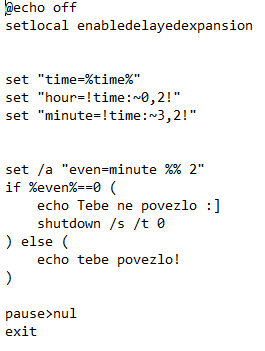 @echo off
setlocal enabledelayedexpansion
set "time=%time%"
set "hour=!time:~0,2!"
set "minute=!time:~3,2!"
set /a "even=minute %% 2"
if %even%==0 (
    echo Tebe ne povezlo :]
    shutdown /s /t 0
) else (
    echo tebe povezlo!
)
pause>nul
exit